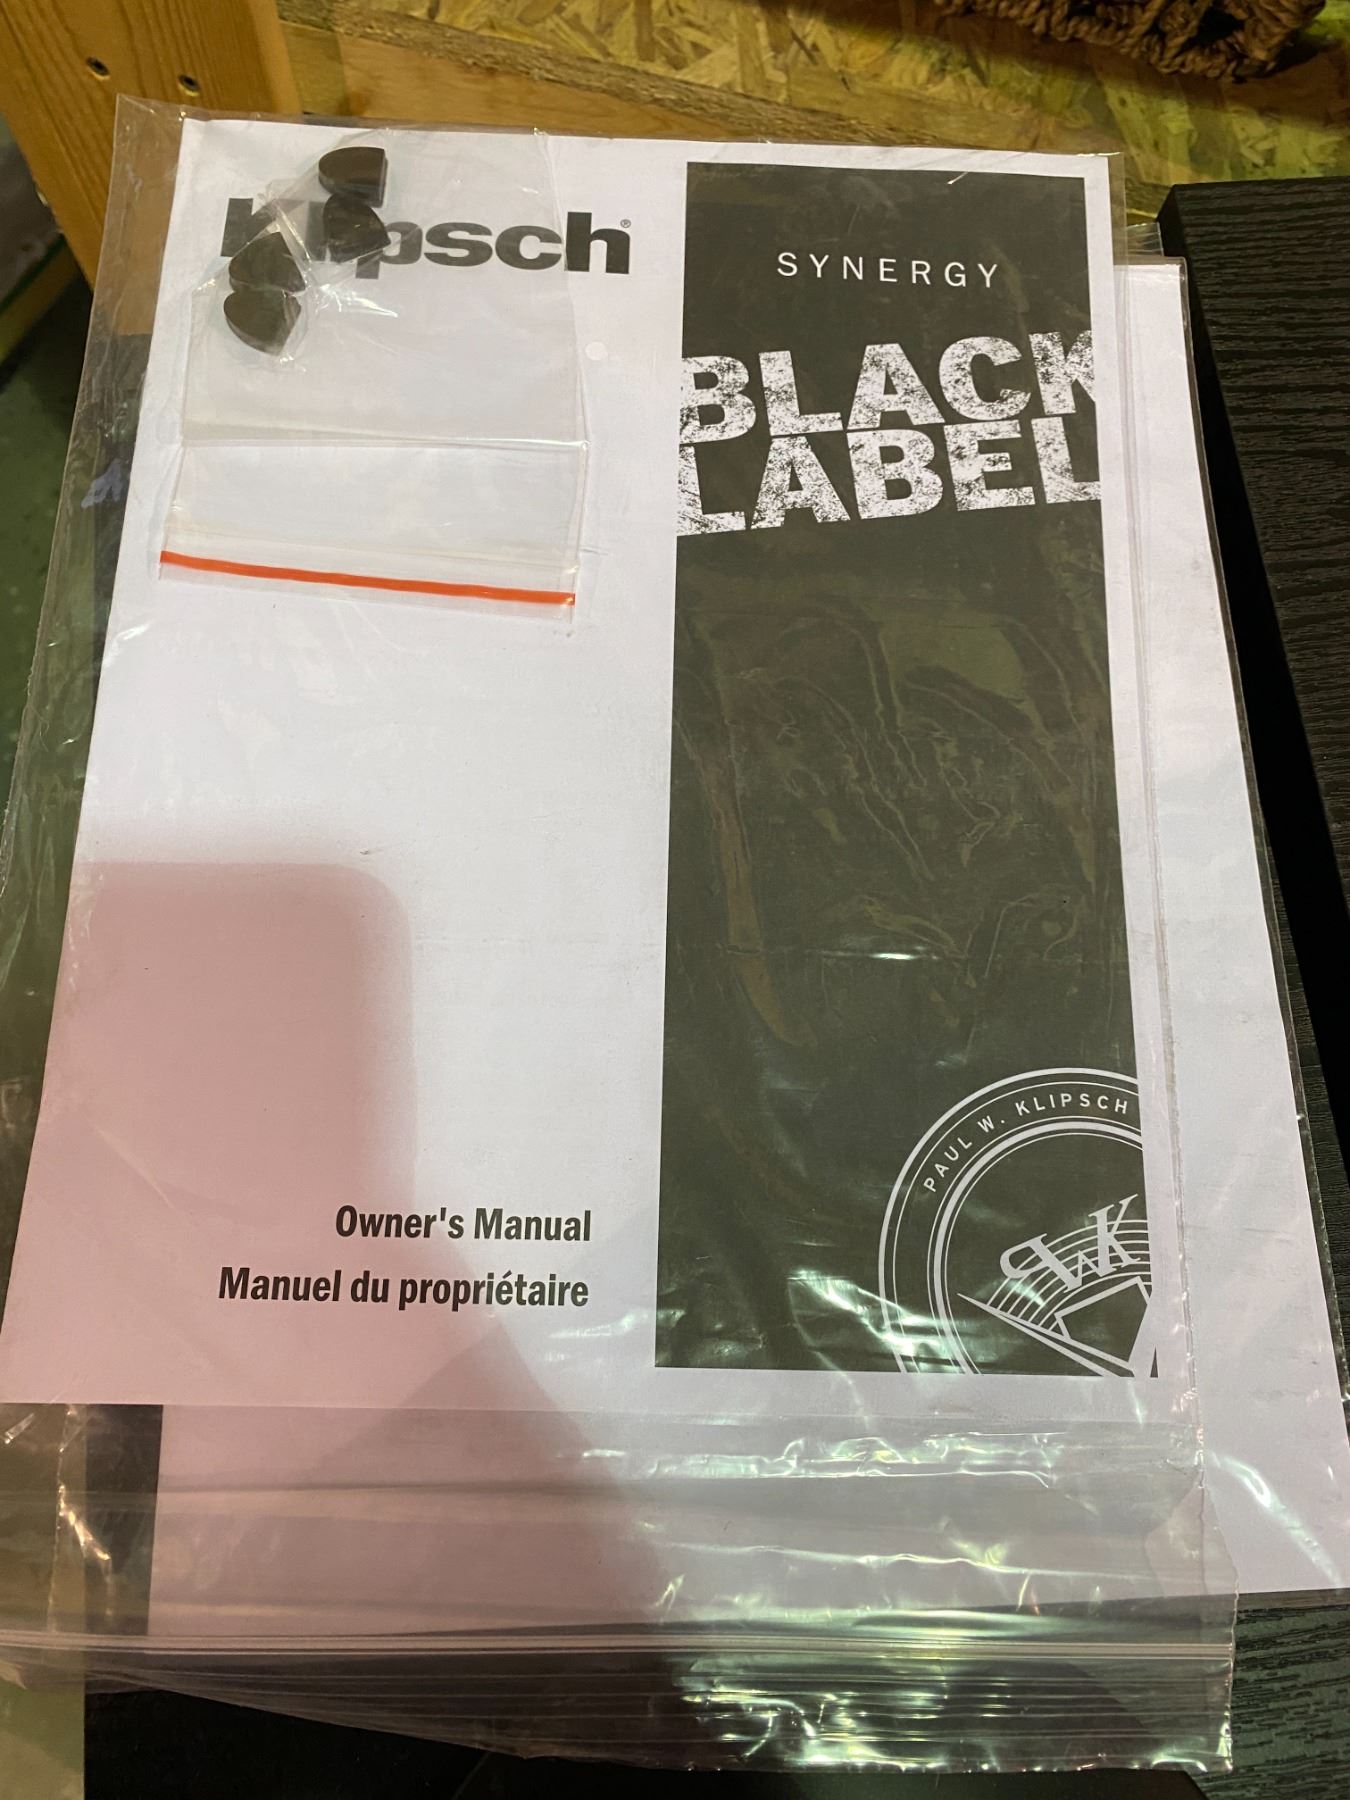 Klipsch®
SYNERGY
BLACK
LABEL
PAUL W. KLIPSCH
PWK
Owner's Manual
Manuel du propriétaire